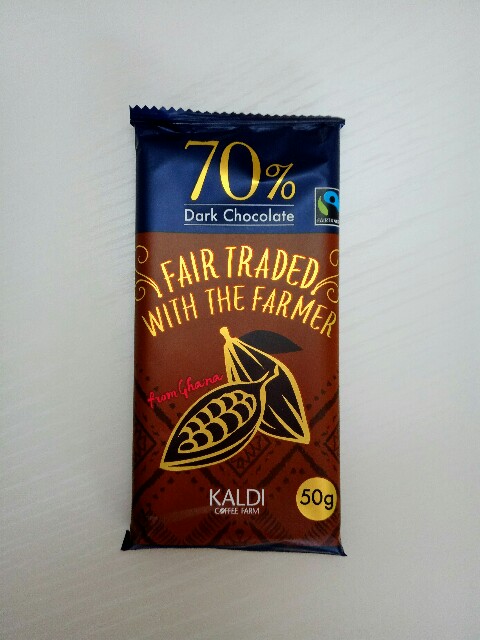 70%
Dark Chocolate
FAIR TRADED
WITH THE FARMER
from Ghana
KALDI
COFFEE FARM
50g